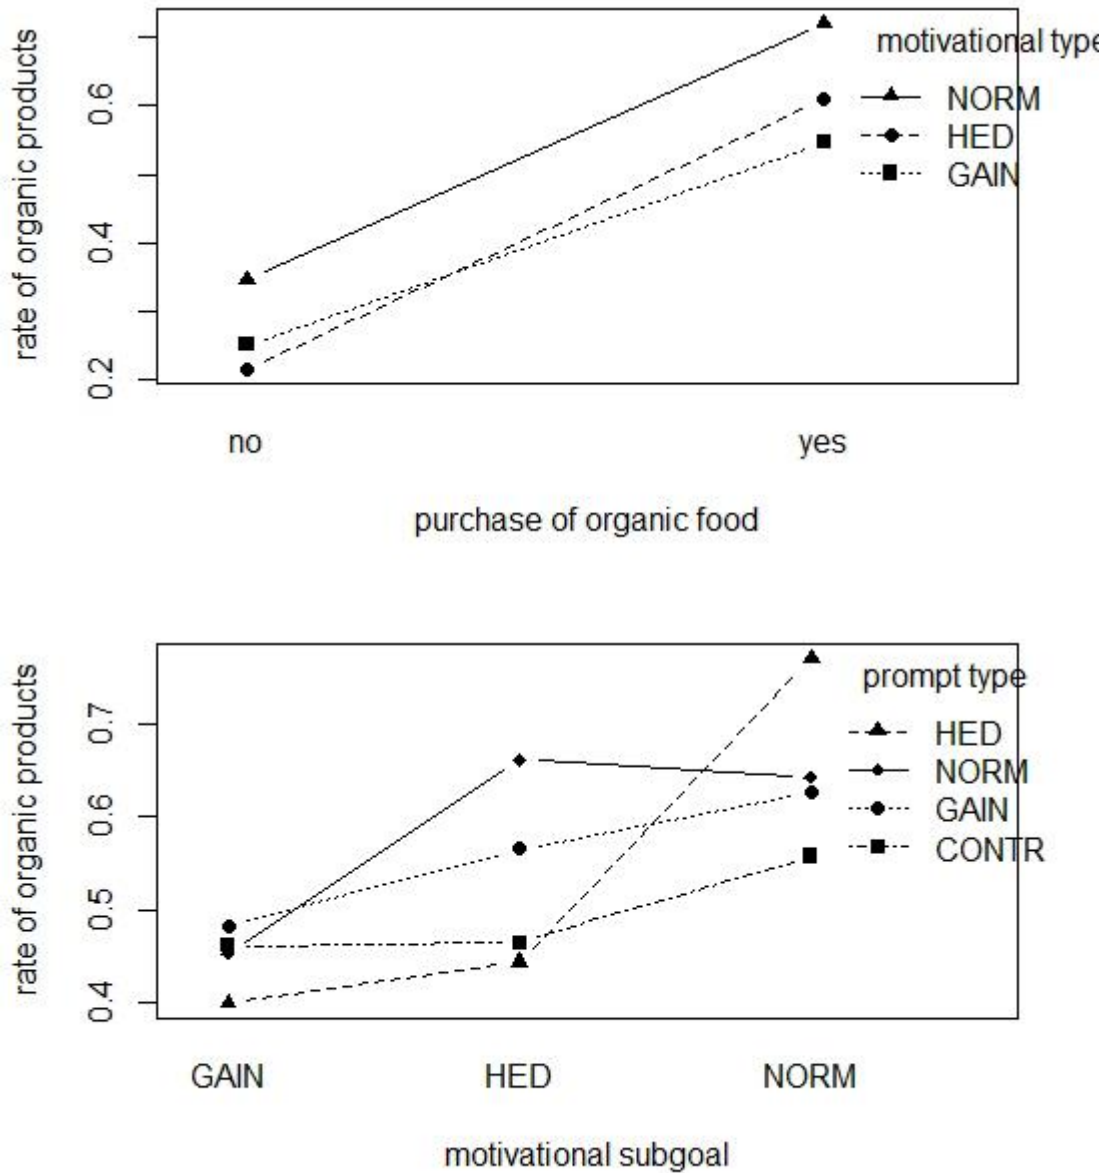 rate of organic products
0.6
0.4
0.2
motivational type
NORM
HED
GAIN
no
yes
purchase of organic food
rate of organic products
0.7
0.6
0.5
0.4
prompt type
HED
NORM
GAIN
CONTR
GAIN
HED
NORM
motivational subgoal